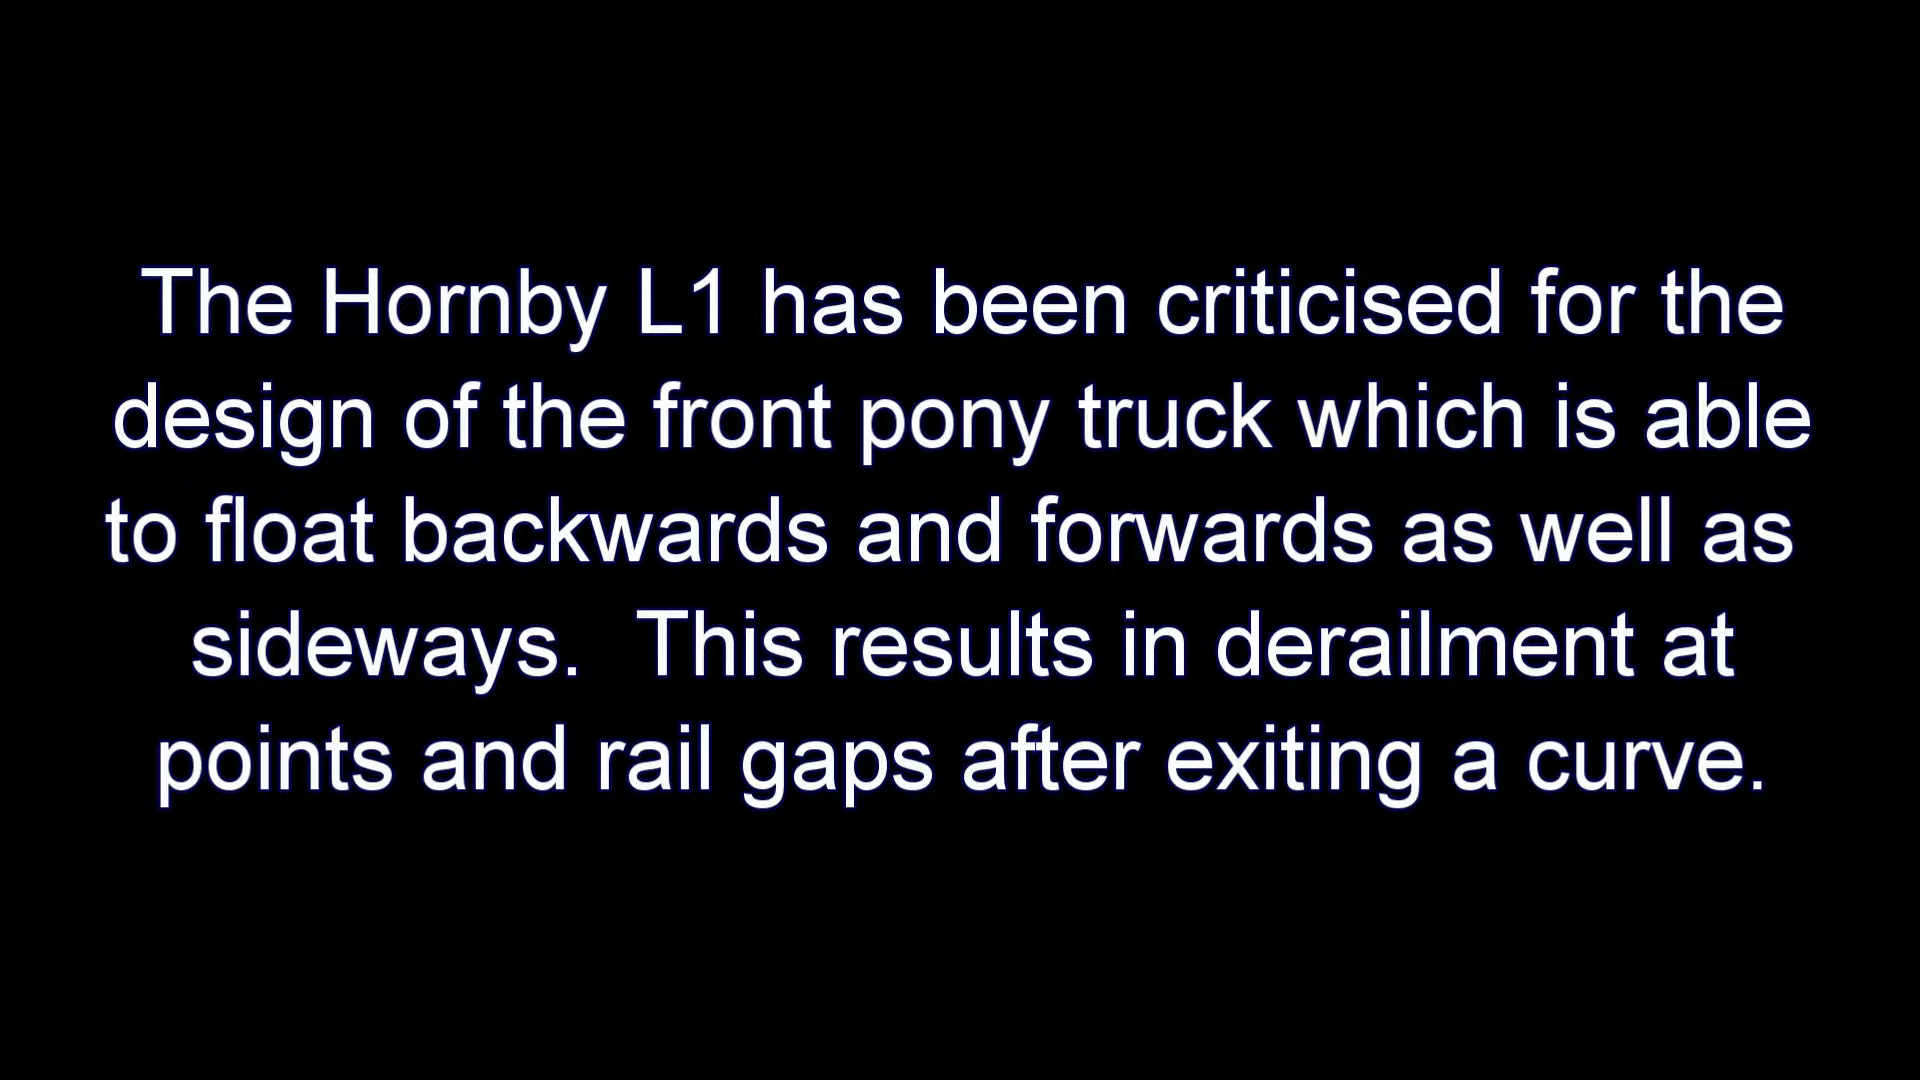 The Hornby L1 has been criticised for the
design of the front pony truck which is able
to float backwards and forwards as well as
sideways.  This results in derailment at
points and rail gaps after exiting a curve.